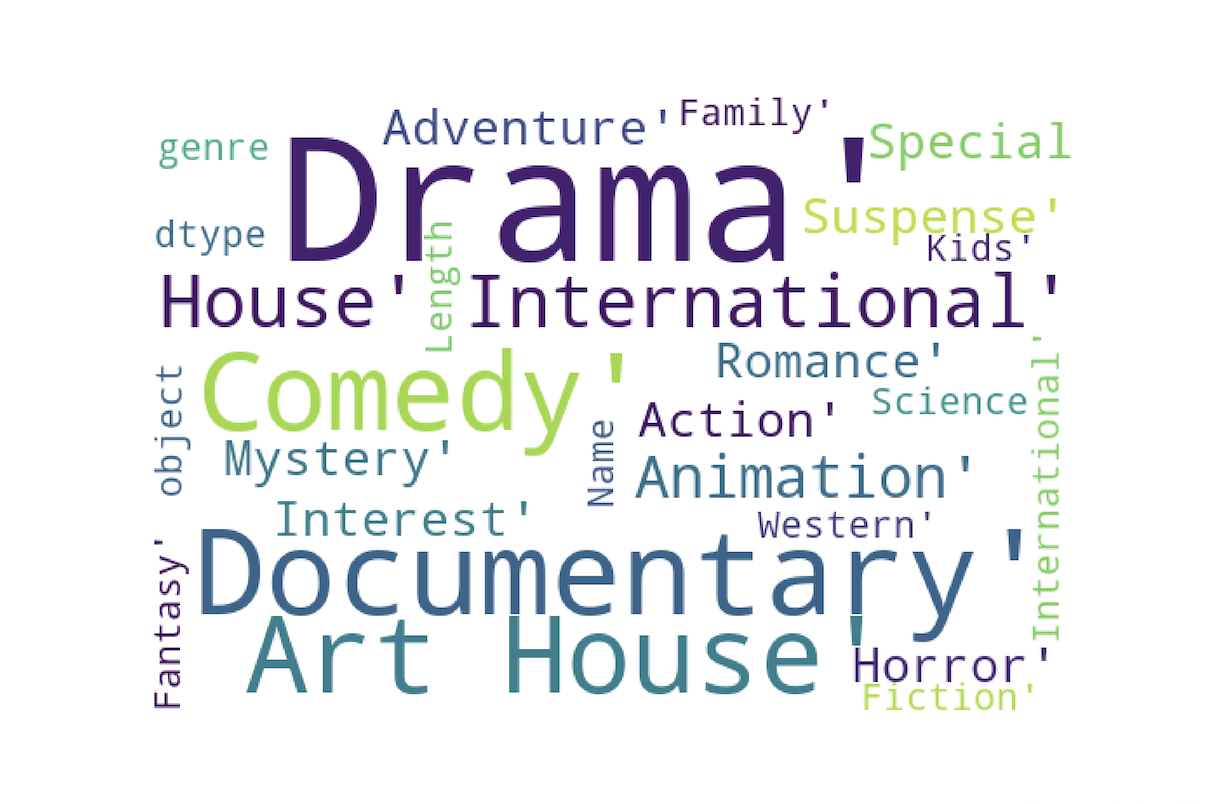 Adventure'
Family'
genre
Drama'
Special
dtype
Suspense'
Kids'
Length
House' International'
Comedy'
Romance'
object
Science
International'
Mystery'
Name
Action'
Animation'
Interest'
Western'
Fantasy'
Documentary'
Art House'
Horror'
Fiction'